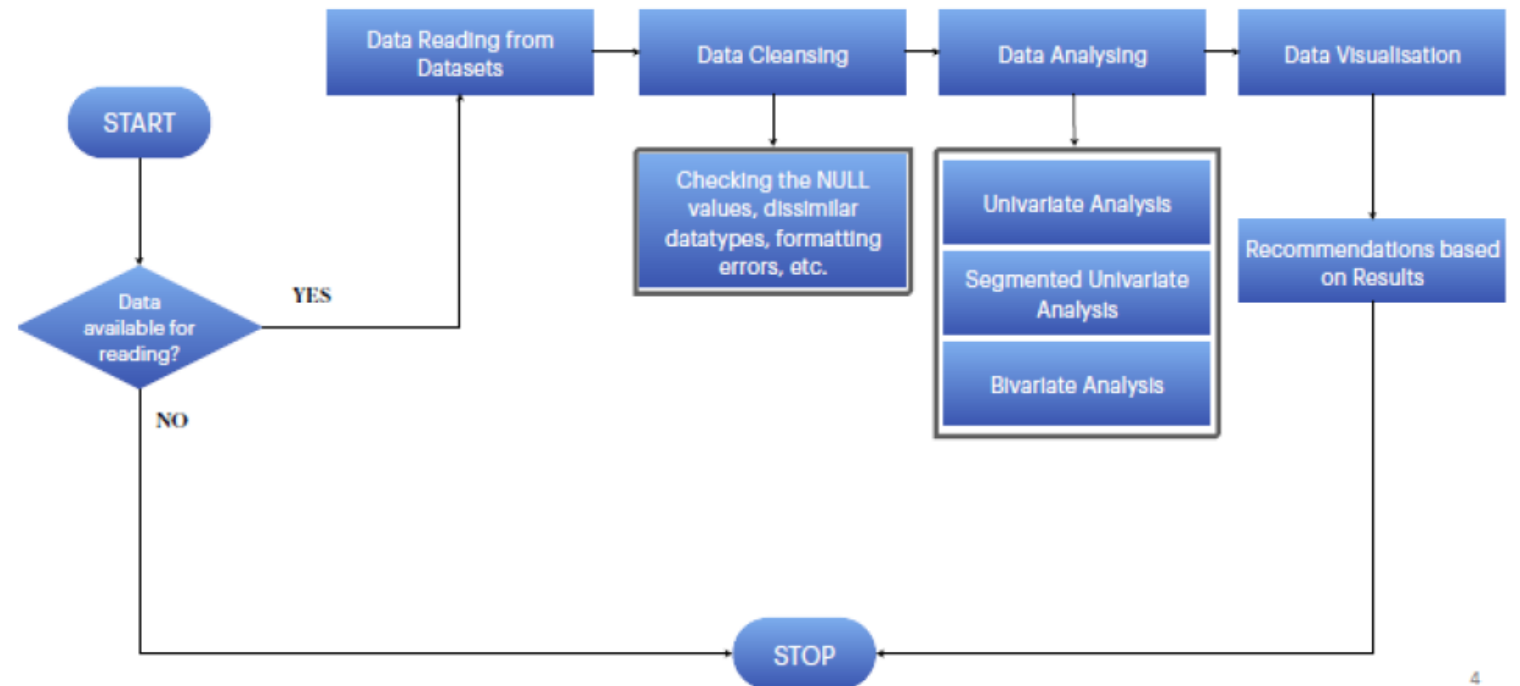 START
Data
available for
reading?
YES
NO
Data Reading from
Datasets
Data Cleansing
Checking the NULL
values, dissimilar
datatypes, formatting
errors, etc.
Data Analysing
Univariate Analysis
Segmented Univariate
Analysis
Bivariate Analysis
Data Visualisation
Recommendations based
on Results
STOP
4